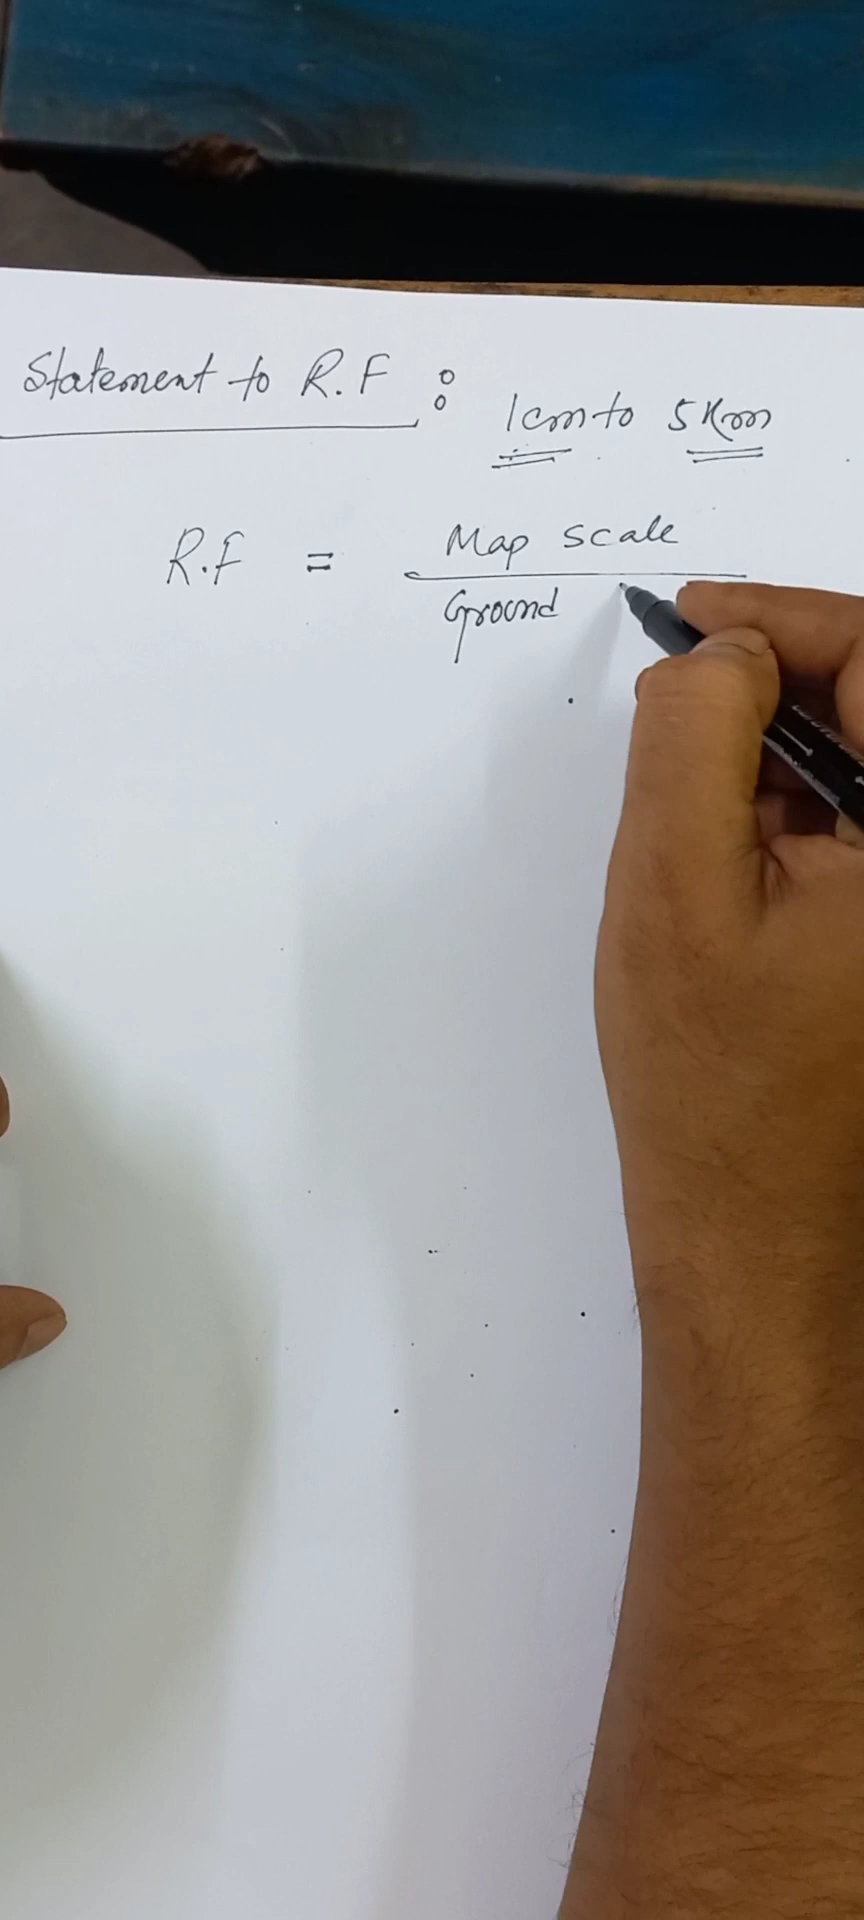 Statement to R.F :
1cm to 5Km
R.F = Map scale
Ground